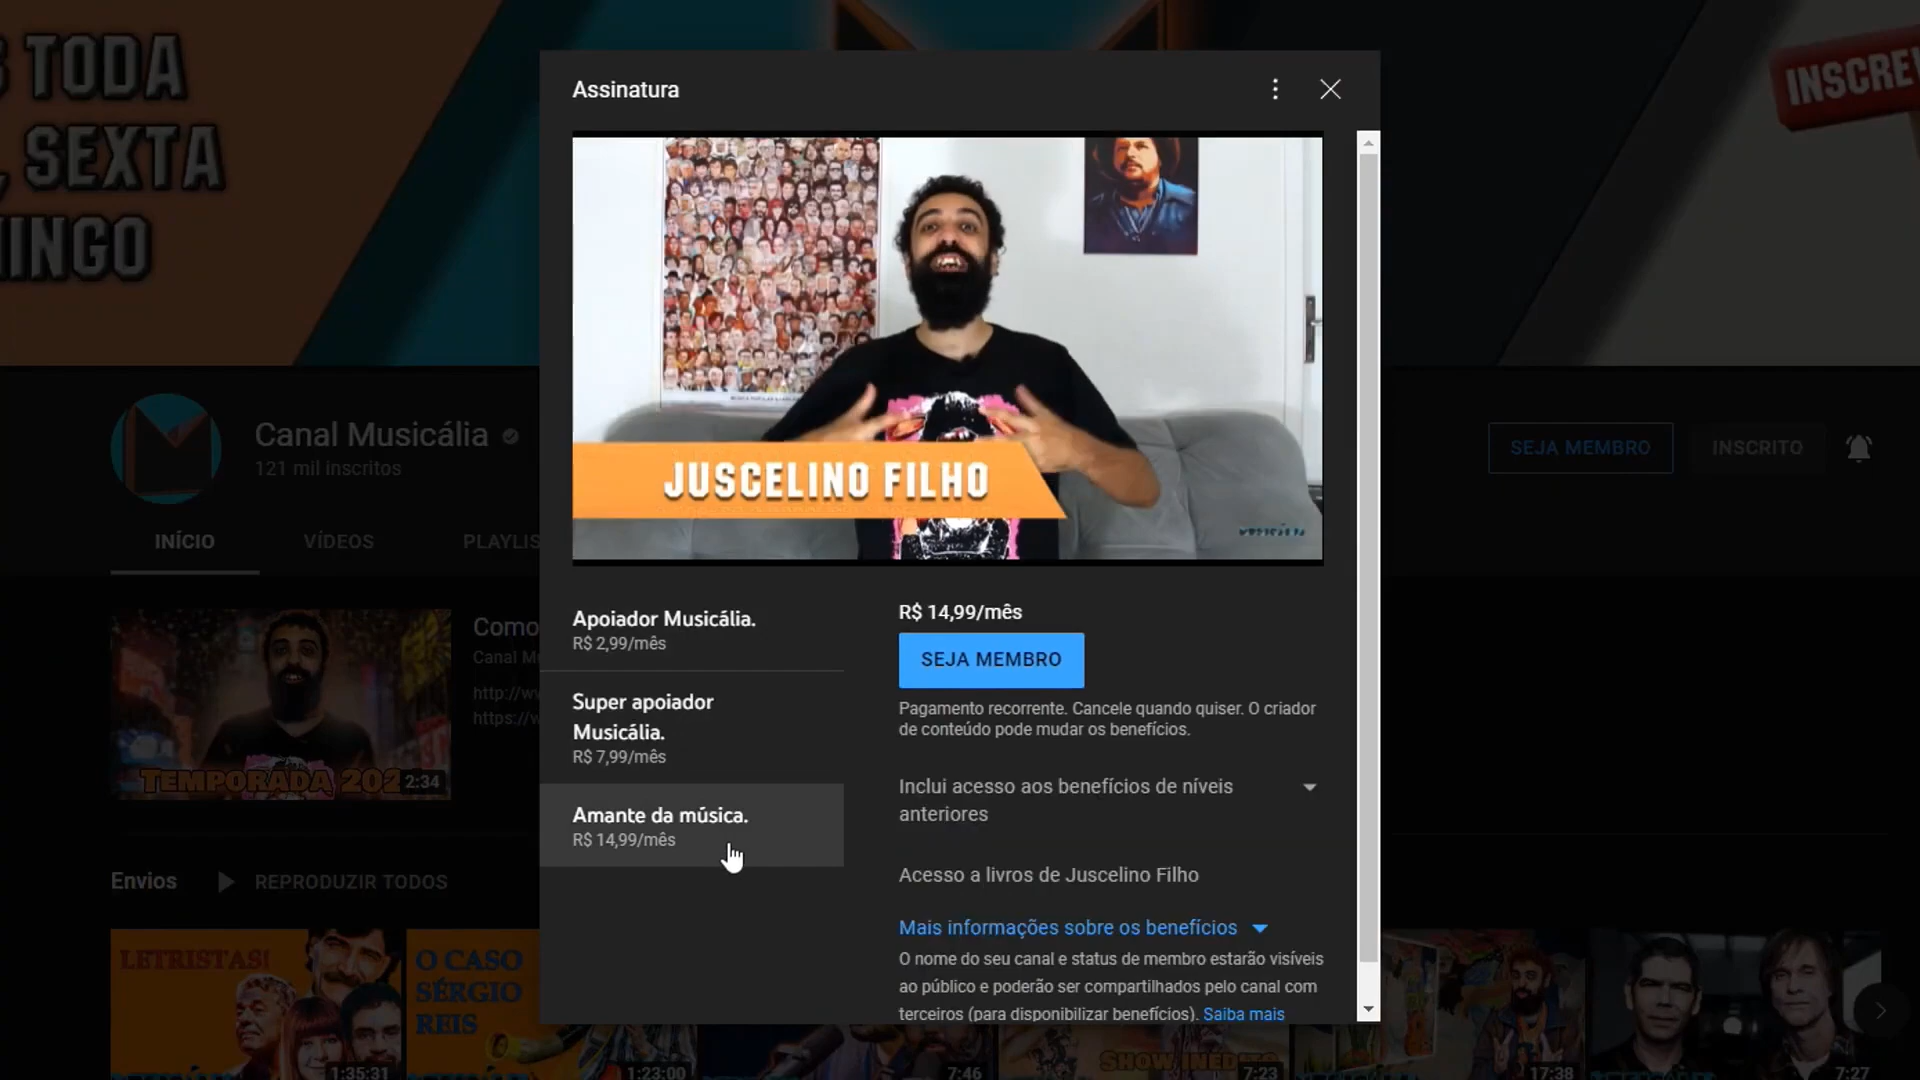 TODA
, SEXTA
INGO
INSCRE
Assinatura
JUSCELINO FILHO
Canal Musicália
121 mil inscritos
SEJA MEMBRO
INSCRITO
INÍCIO
VÍDEOS
PLAYLIS
Como
Canal M
http://w
https://w
TEMPORADA 202
2:34
Apoiador Musicália.
R$ 2,99/mês
Super apoiador
Musicália.
R$ 7,99/mês
Amante da música.
R$ 14,99/mês
R$ 14,99/mês
SEJA MEMBRO
Pagamento recorrente. Cancele quando quiser. O criador
de conteúdo pode mudar os benefícios.
Inclui acesso aos benefícios de níveis
anteriores
Acesso a livros de Juscelino Filho
Mais informações sobre os benefícios
O nome do seu canal e status de membro estarão visíveis
ao público e poderão ser compartilhados pelo canal com
terceiros (para disponibilizar benefícios). Saiba mais
Envios
REPRODUZIR TODOS
LETRISTAS!
1:35:31
O CASO
SÉRGIO
REIS
1:23:00
7:46
SHOW INÉDITO
7:23
17:38
7:27